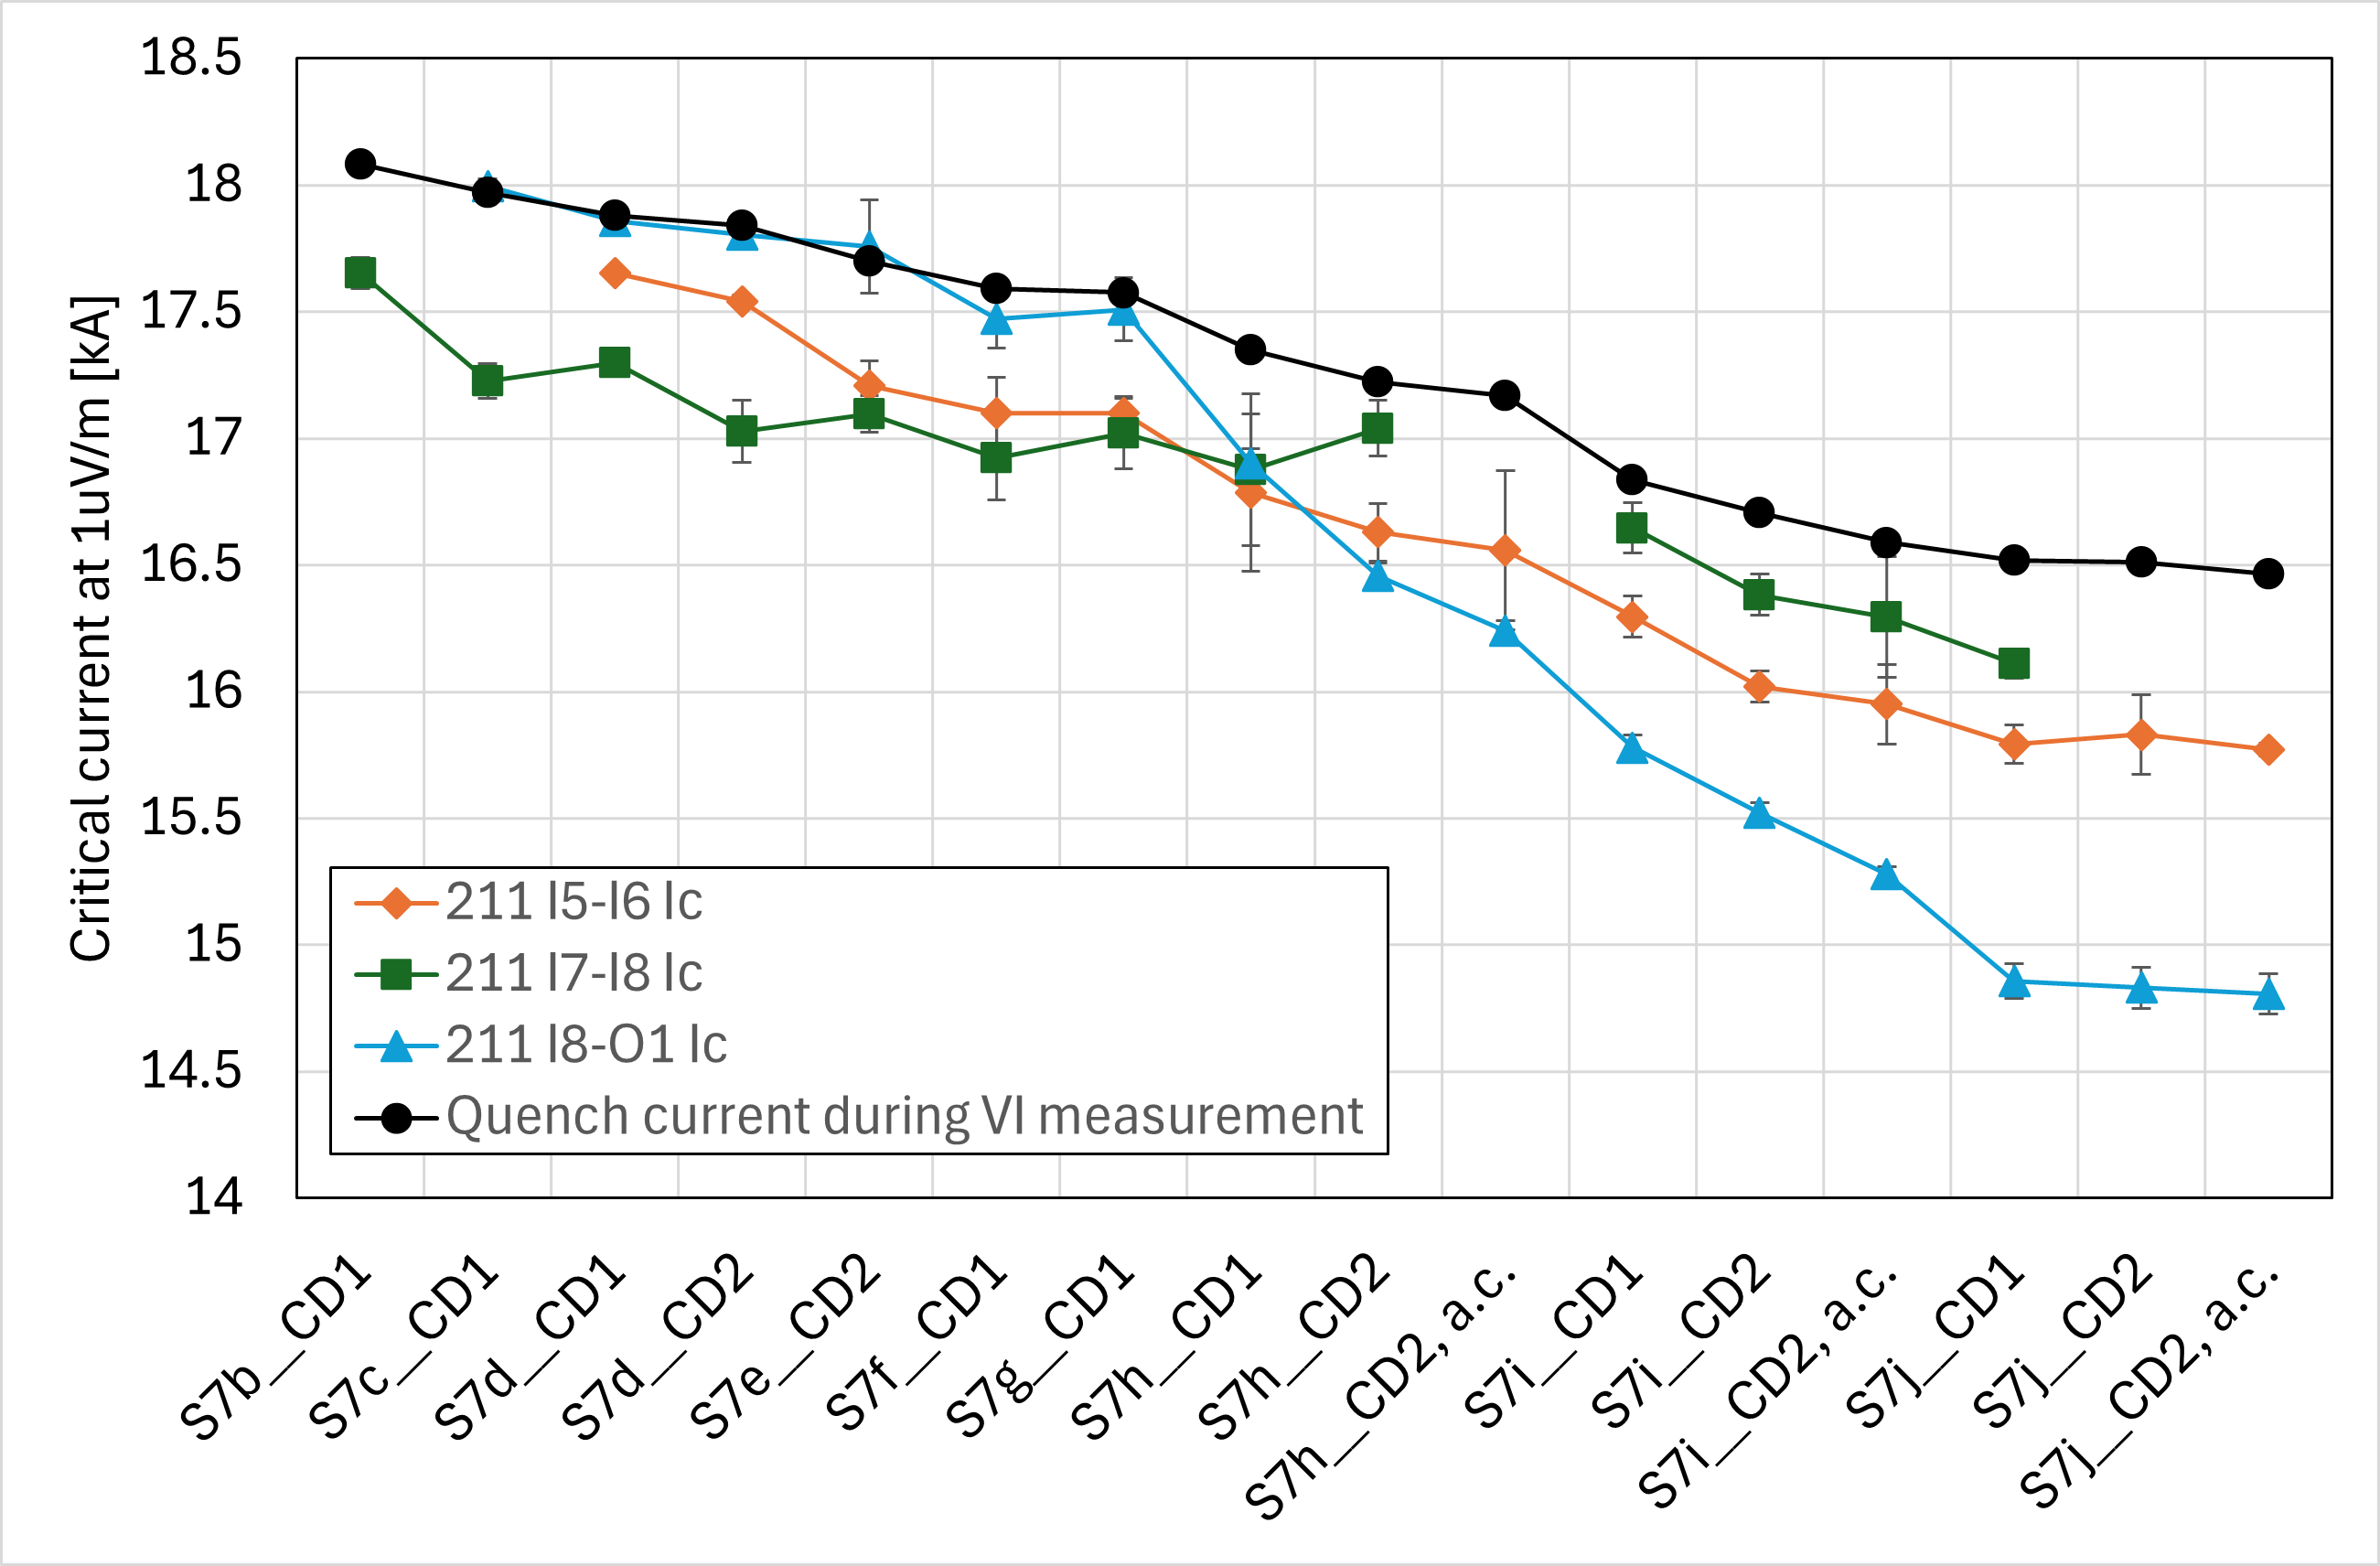 Critical current at 1uV/m [kA]
18.5
18
17.5
17
16.5
16
15.5
15
14.5
14
211 I5-I6 Ic
211 I7-I8 Ic
211 I8-O1 Ic
Quench current during VI measurement
S7b__CD1
S7c__CD1
S7d__CD1
S7d__CD2
S7e__CD2
S7f__CD1
S7g__CD1
S7h__CD1
S7h__CD2
S7h__CD2, a.c.
S7i__CD1
S7i__CD2
S7i__CD2, a.c.
S7j__CD1
S7j__CD2
S7j__CD2, a.c.